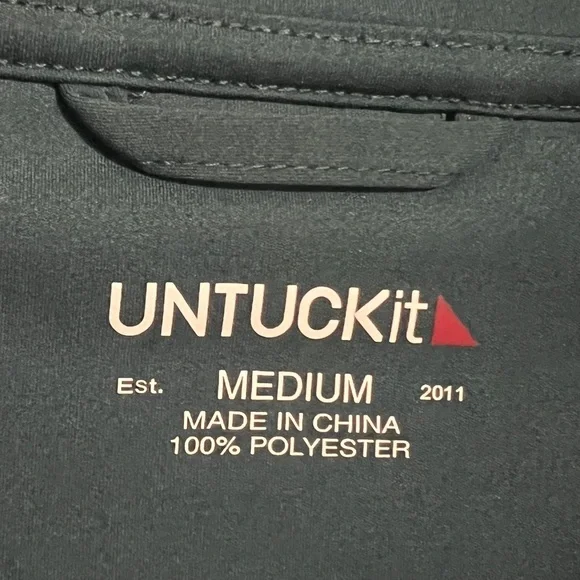 UNTUCKit
Est. MEDIUM 2011
MADE IN CHINA
100% POLYESTER